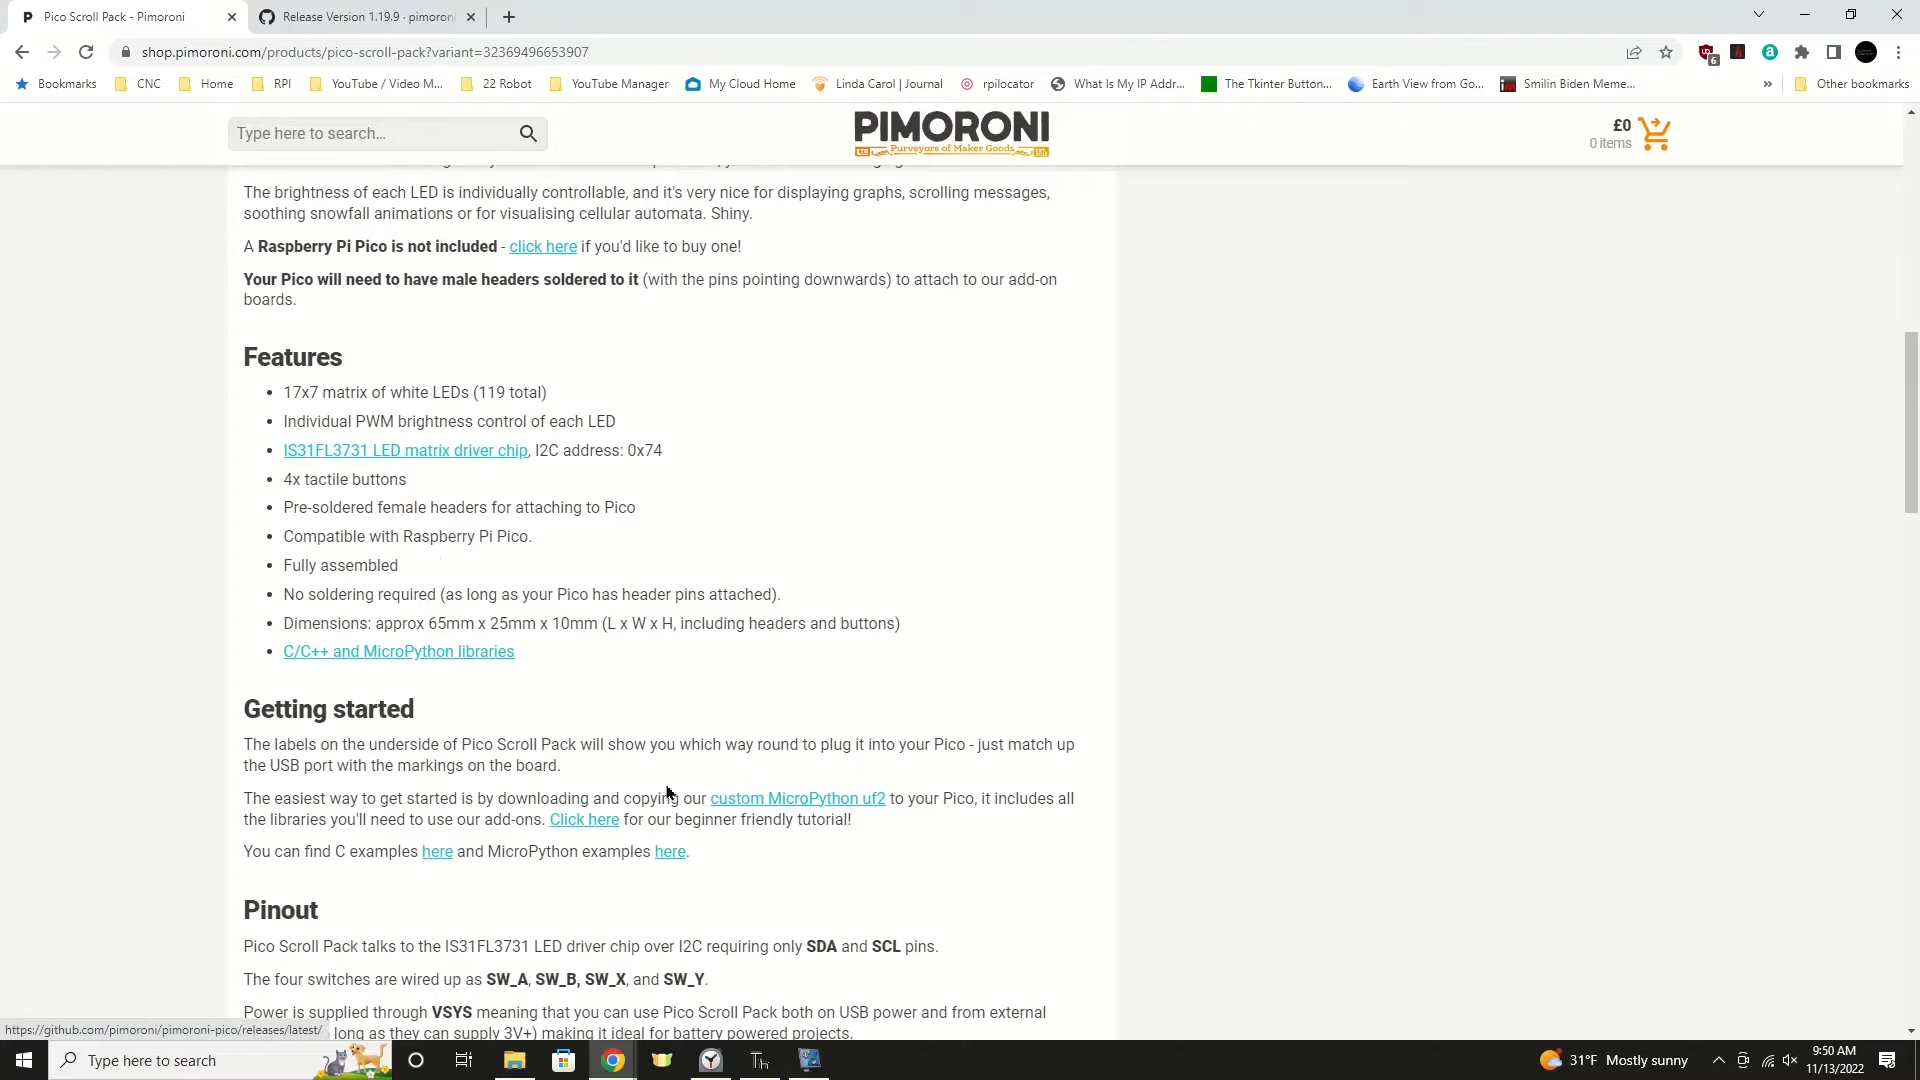 Pico Scroll Pack - Pimoroni
Release Version 1.19.9 · pimoroni
shop.pimoroni.com/products/pico-scroll-pack?variant=32369496653907
6
Bookmarks
CNC
Home
RPI
YouTube / Video M...
22 Robot
YouTube Manager
My Cloud Home
Linda Carol | Journal
rpilocator
What Is My IP Addr...
The Tkinter Button...
Earth View from Go...
Smilin Biden Meme...
»
Other bookmarks
Type here to search...
PIMORONI
Purveyors of Maker Goods
£0
0 items
The brightness of each LED is individually controllable, and it's very nice for displaying graphs, scrolling messages,
soothing snowfall animations or for visualising cellular automata. Shiny.
A Raspberry Pi Pico is not included - click here if you'd like to buy one!
Your Pico will need to have male headers soldered to it (with the pins pointing downwards) to attach to our add-on
boards.
Features
• 17x7 matrix of white LEDs (119 total)
• Individual PWM brightness control of each LED
• IS31FL3731 LED matrix driver chip, I2C address: 0x74
• 4x tactile buttons
• Pre-soldered female headers for attaching to Pico
• Compatible with Raspberry Pi Pico.
• Fully assembled
• No soldering required (as long as your Pico has header pins attached).
• Dimensions: approx 65mm x 25mm x 10mm (L x W x H, including headers and buttons)
• C/C++ and MicroPython libraries
Getting started
The labels on the underside of Pico Scroll Pack will show you which way round to plug it into your Pico - just match up
the USB port with the markings on the board.
The easiest way to get started is by downloading and copying our custom MicroPython uf2 to your Pico, it includes all
the libraries you'll need to use our add-ons. Click here for our beginner friendly tutorial!
You can find C examples here and MicroPython examples here.
Pinout
Pico Scroll Pack talks to the IS31FL3731 LED driver chip over I2C requiring only SDA and SCL pins.
The four switches are wired up as SW_A, SW_B, SW_X, and SW_Y.
Power is supplied through VSYS meaning that you can use Pico Scroll Pack both on USB power and from external
long as they can supply 3V+) making it ideal for battery powered projects.
https://github.com/pimoroni/pimoroni-pico/releases/latest/
Type here to search
31°F Mostly sunny
9:50 AM
11/13/2022